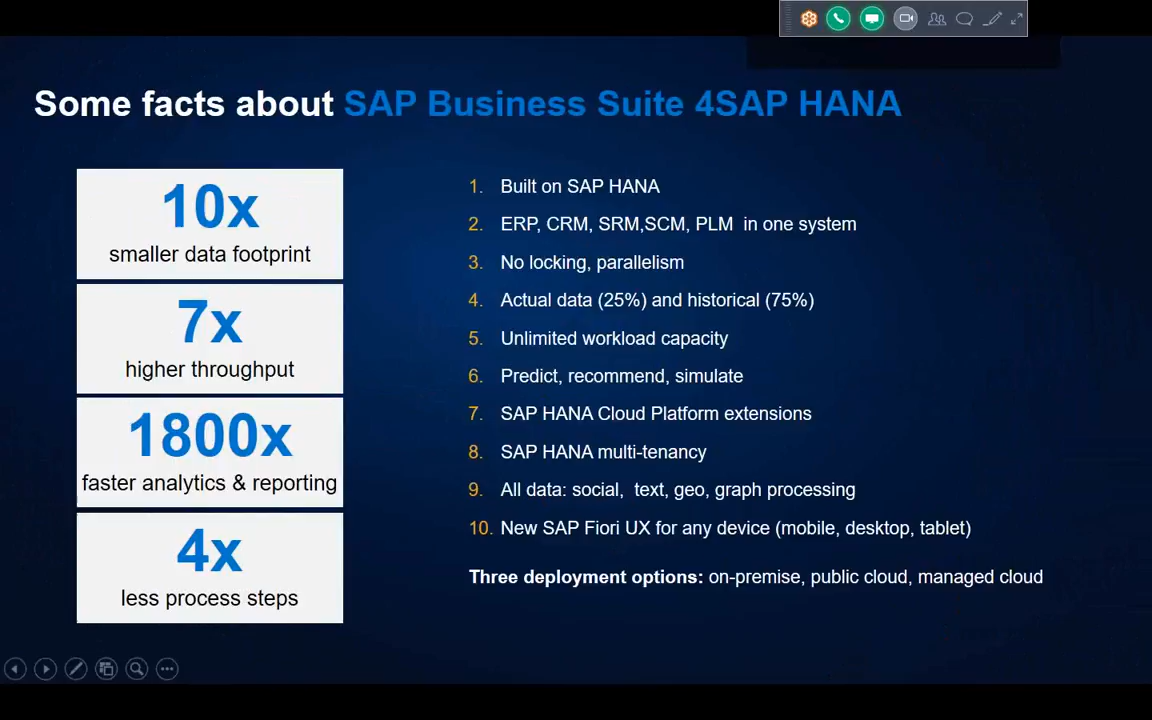 Some facts about SAP Business Suite 4SAP HANA
10x
smaller data footprint
7x
higher throughput
1800x
faster analytics & reporting
4x
less process steps
1. Built on SAP HANA
2. ERP, CRM, SRM,SCM, PLM in one system
3. No locking, parallelism
4. Actual data (25%) and historical (75%)
5. Unlimited workload capacity
6. Predict, recommend, simulate
7. SAP HANA Cloud Platform extensions
8. SAP HANA multi-tenancy
9. All data: social, text, geo, graph processing
10. New SAP Fiori UX for any device (mobile, desktop, tablet)
Three deployment options: on-premise, public cloud, managed cloud